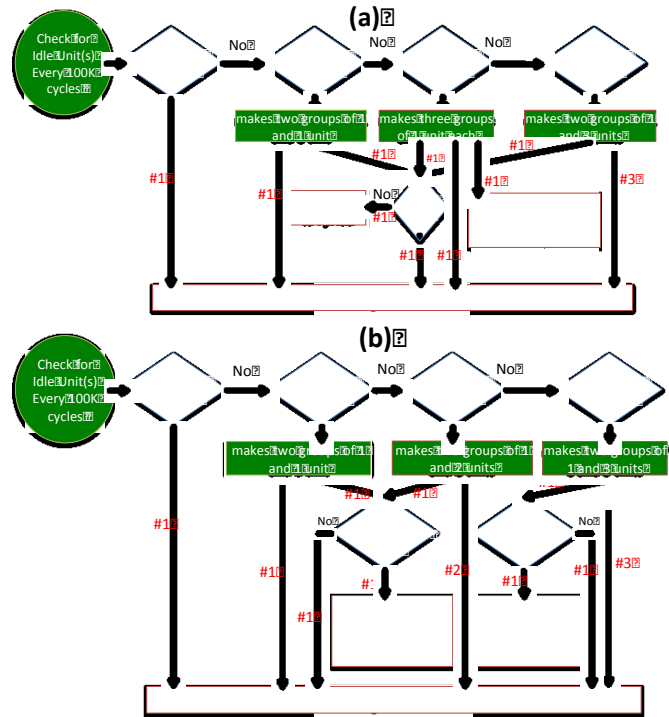 (a)
Check for
Idle Unit(s)
Every 100K
cycles
No
No
No
makes two groups of 1
and 1 unit
makes three groups
of 1 unit each
makes two groups of 1
and 3 units
#1
#1
#1
#1
#1
#1
#3
No
#1
#1
#1
(b)
Check for
Idle Unit(s)
Every 100K
cycles
No
No
No
makes two groups of 1
and 1 unit
groups of 1
and 2 units
makes two groups of
1 and 3 units
#1
#1
#1
#1
No
No
#1
#1
#2
#1
#1
#3
#1